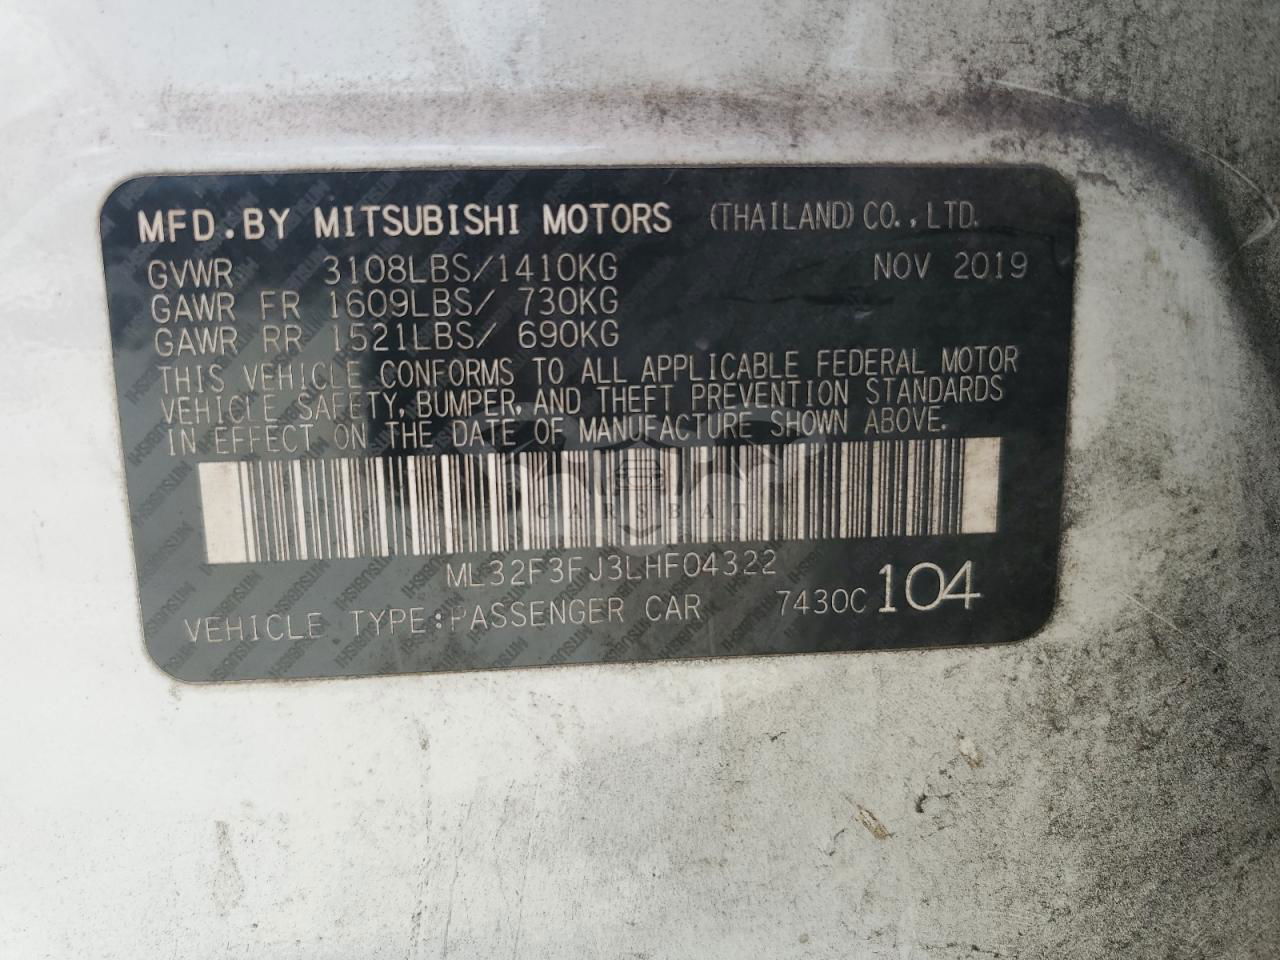 MFD.BY MITSUBISHI MOTORS (THAILAND) CO.,LTD.
GVWR 3108LBS/1410KG NOV 2019
GAWR FR 1609LBS/ 730KG
GAWR RR 1521LBS/ 690KG
THIS VEHICLE CONFORMS TO ALL APPLICABLE FEDERAL MOTOR
VEHICLE SAFETY, BUMPER, AND THEFT PREVENTION STANDARDS
IN EFFECT ON THE DATE OF MANUFACTURE SHOWN ABOVE.
CARSBAT
ML32F3FJ3LHF04322
VEHICLE TYPE:PASSENGER CAR 7430C 104